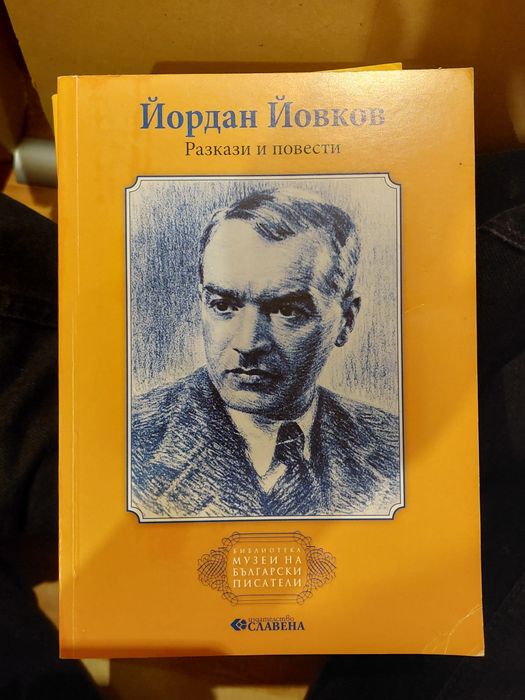 Йордан Йовков
Разкази и повести
БИБЛИОТЕКА
МУЗЕИ НА
БЪЛГАРСКИ
ПИСАТЕЛИ
издателство
СЛАВЕНА